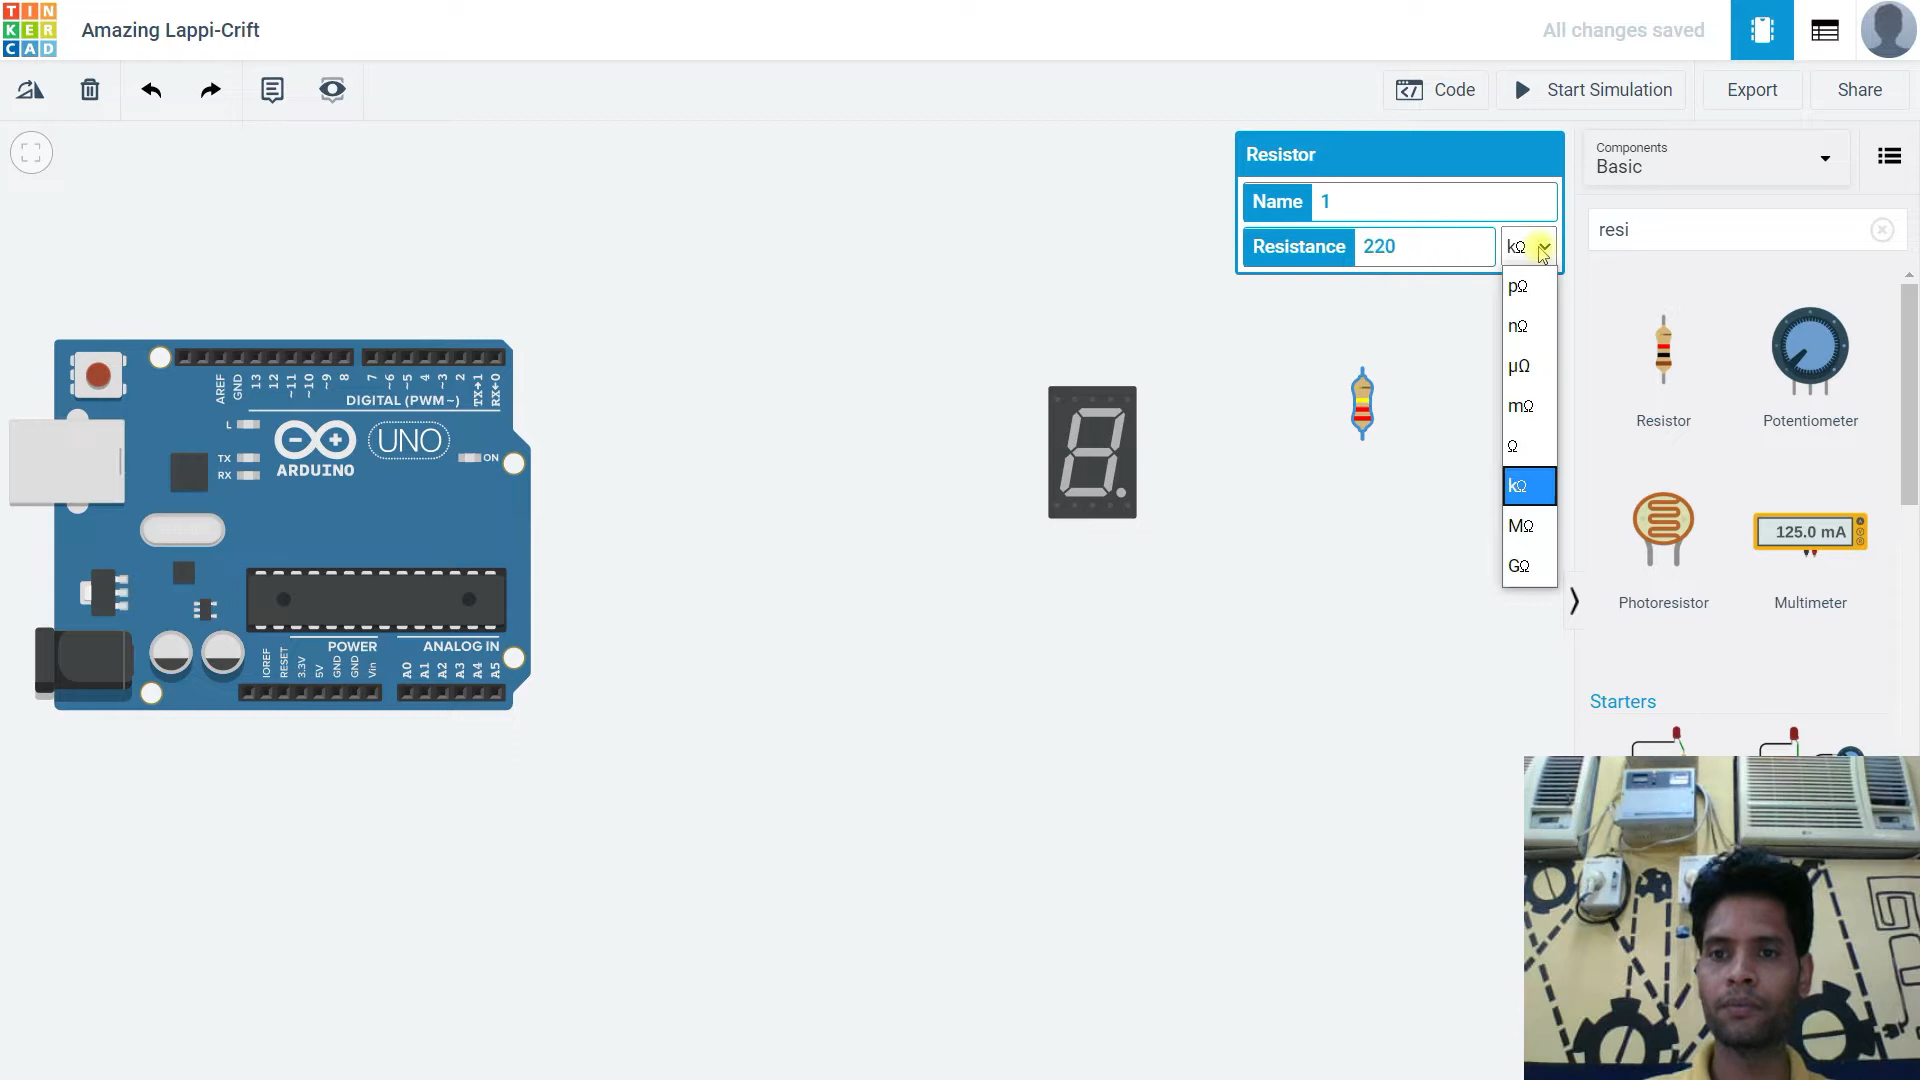 TIN
KER
CAD
Amazing Lappi-Crift
All changes saved
Code
Start Simulation
Export
Share
Resistor
Name 1
Resistance 220 kΩ
pΩ
nΩ
µΩ
mΩ
Ω
kΩ
MΩ
GΩ
Components
Basic
resi
Resistor
Potentiometer
125.0 mA
A
V
R
Photoresistor
Multimeter
Starters
AREF
GND
13
12
~11
~10
~9
8
7
~6
~5
4
~3
2
TX→1
RX←0
DIGITAL (PWM ~)
L
TX
RX
UNO
ARDUINO
ON
POWER
ANALOG IN
IOREF
RESET
3.3V
5V
GND
GND
Vin
A0
A1
A2
A3
A4
A5